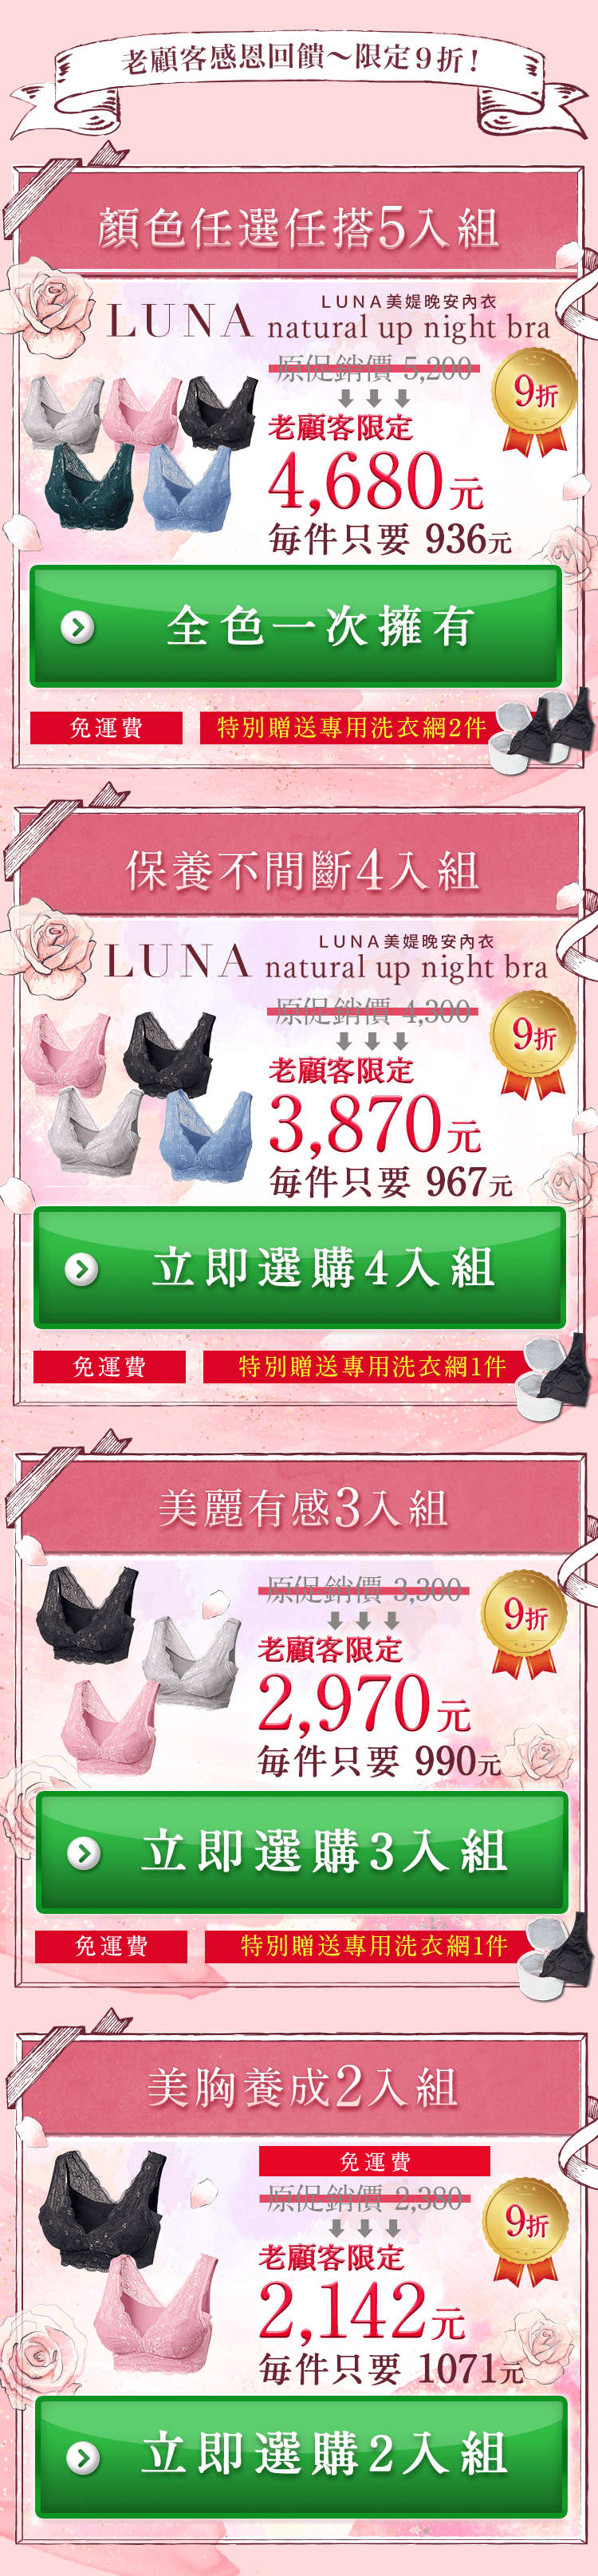 老顧客感恩回饋～限定9折!
顏色任選任搭5入組
LUNA美媞晚安內衣
LUNA natural up night bra
原促銷價 5,200
9折
老顧客限定
4,680元
每件只要 936元
全色一次擁有
免運費 特別贈送專用洗衣網2件
保養不間斷4入組
LUNA美媞晚安內衣
LUNA natural up night bra
原促銷價 4,300
9折
老顧客限定
3,870元
每件只要 967元
立即選購4入組
免運費 特別贈送專用洗衣網1件
美麗有感3入組
原促銷價 3,300
9折
老顧客限定
2,970元
每件只要 990元
立即選購3入組
免運費 特別贈送專用洗衣網1件
美胸養成2入組
免運費
原促銷價 2,380
9折
老顧客限定
2,142元
每件只要 1071元
立即選購2入組